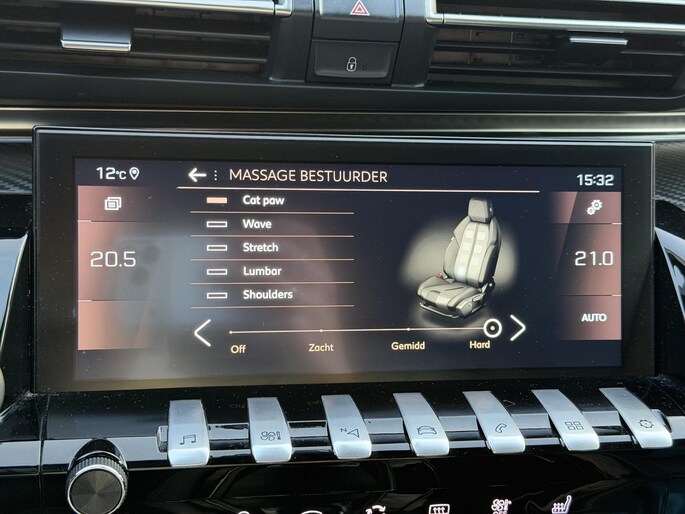 12°C
MASSAGE BESTUURDER
15:32
Cat paw
Wave
Stretch
Lumbar
Shoulders
20.5
21.0
AUTO
Off
Zacht
Gemidd
Hard
N